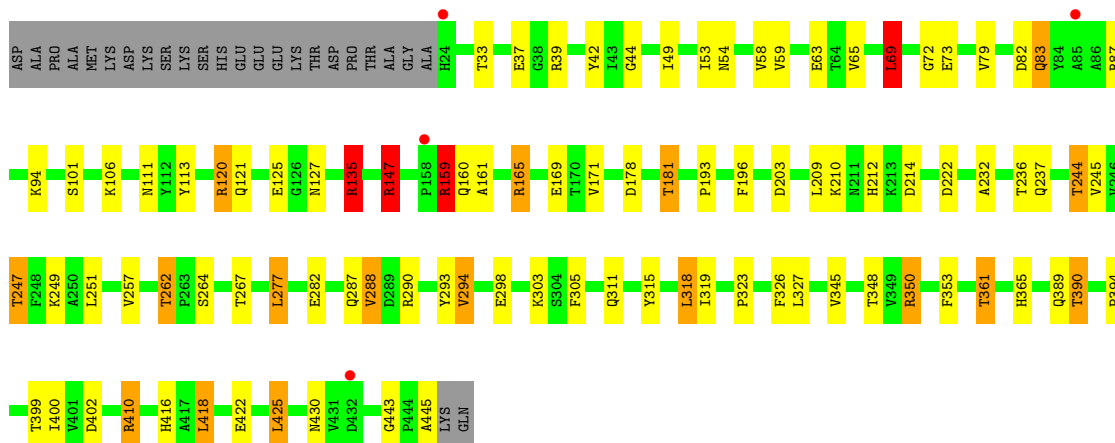 ASP ALA PRO ALA MET LYS ASP LYS SER LYS SER HIS GLU GLU GLU LYS THR ASP PRO THR ALA GLY ALA H24 T33 E37 G38 R39 Y42 I43 G44 I49 I53 N54 V58 V59 E63 T64 V65 L69 G72 E73 V79 D82 Q83 Y84 A85 A86
K94 S101 K106 N111 Y112 Y113 R120 Q121 E125 G126 N127 R135 R147 P158 R159 Q160 A161 R165 E169 T170 V171 D178 T181 P193 F196 D203 L209 K210 N211 H212 K213 D214 D222 A232 T236 Q237 T244 V245 V246
T247 F248 K249 A250 L251 V257 T262 P263 S264 T267 L277 E282 Q287 V288 D289 R290 Y293 V294 E298 K303 S304 F305 Q311 Y315 L318 I319 P323 F326 L327 V345 T348 V349 R350 F353 T361 H365 Q389 T390
T399 I400 V401 D402 R410 H416 A417 L418 E422 L425 N430 V431 D432 G443 P444 A445 LYS GLN